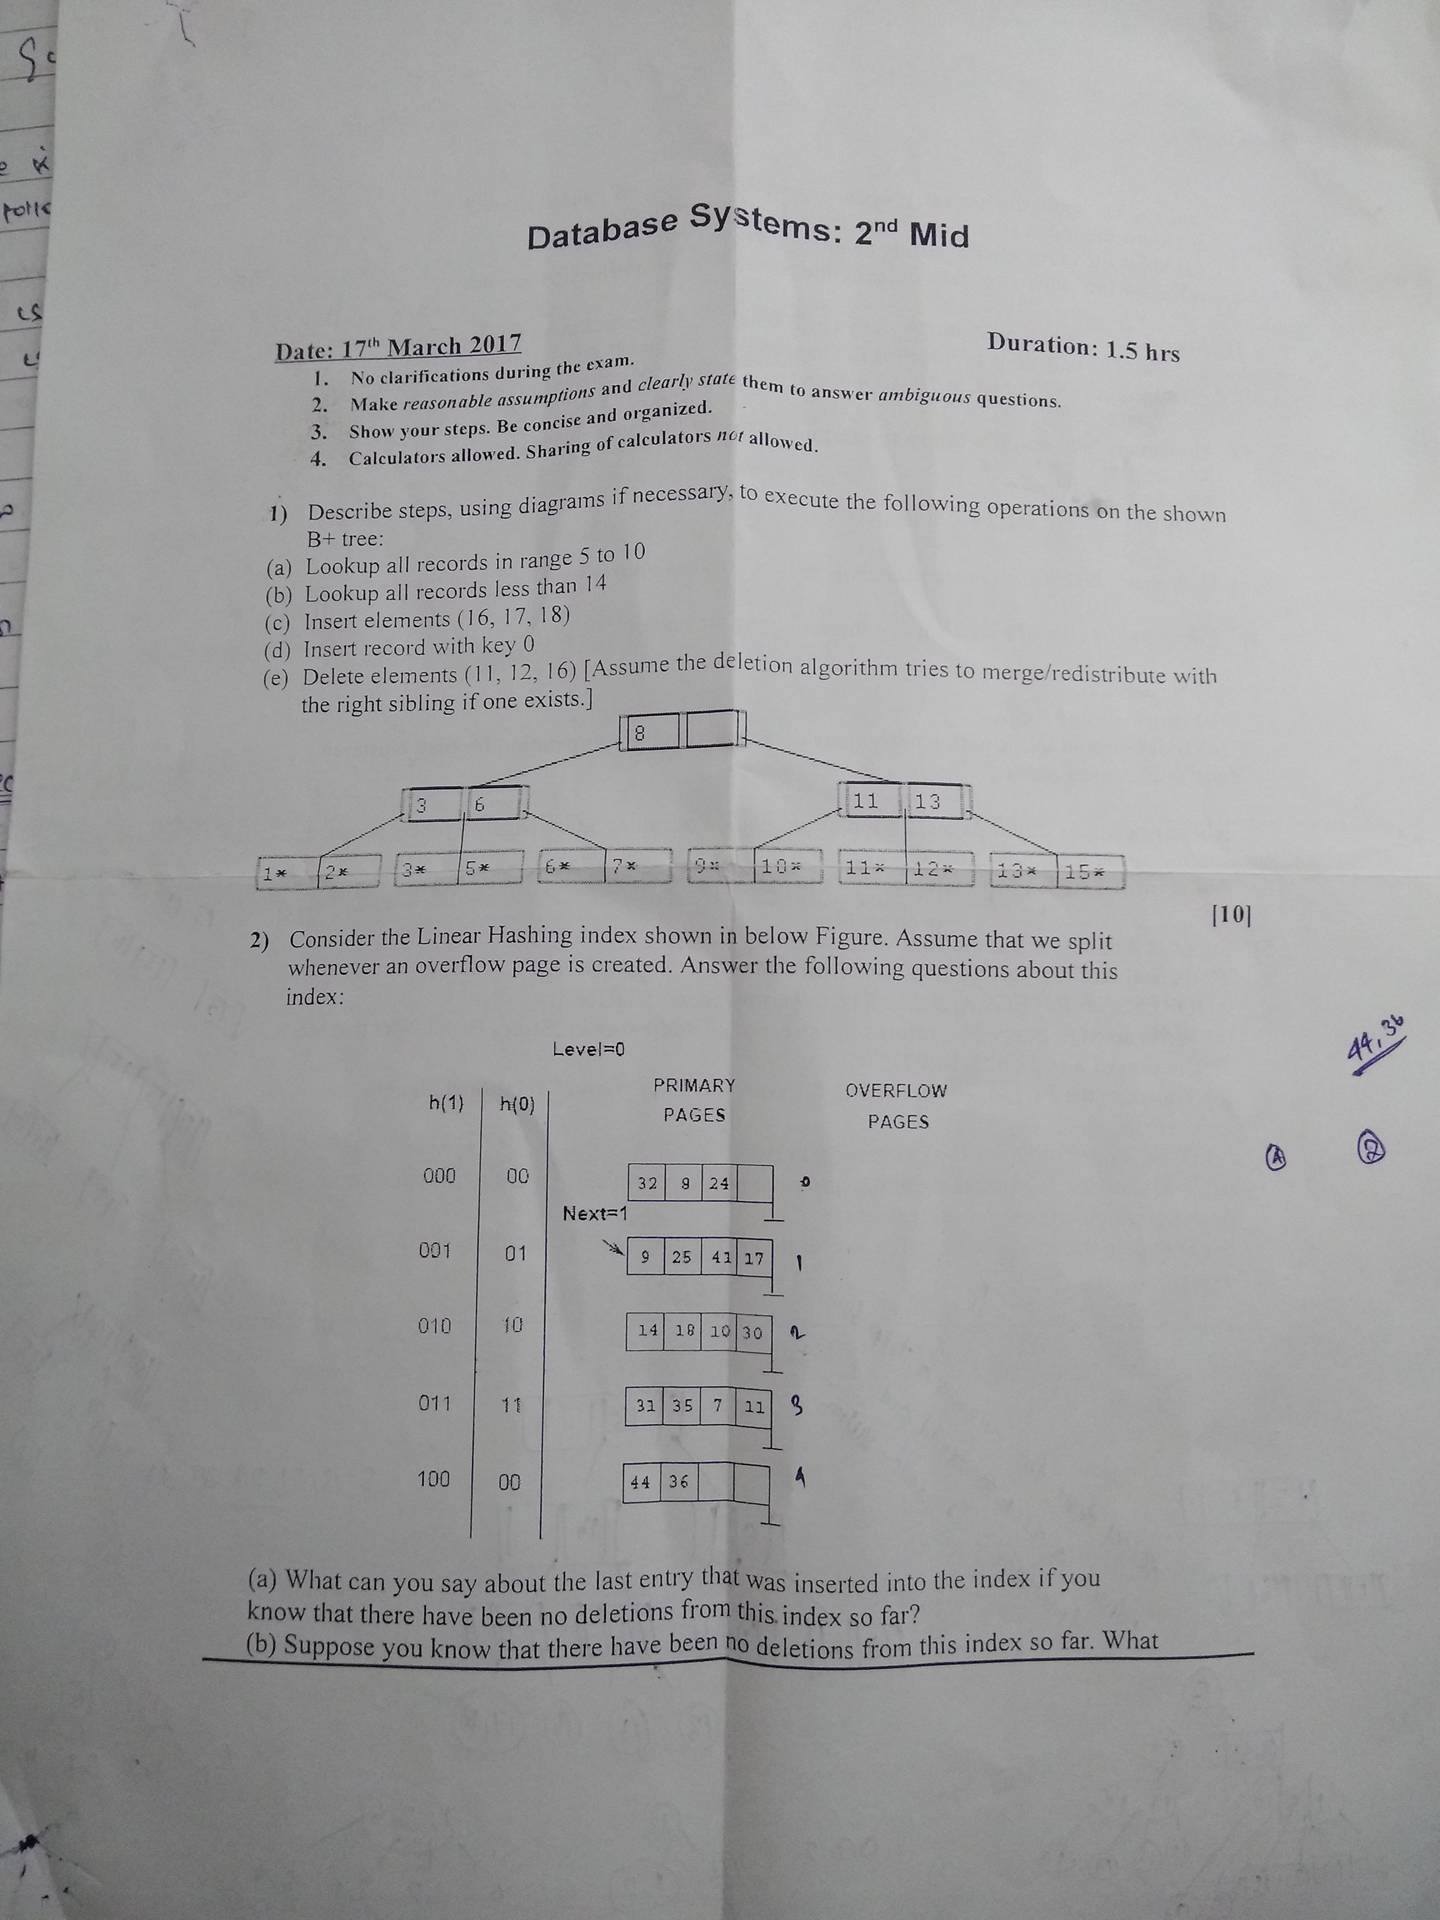 Database Systems: 2nd Mid
Date: 17th March 2017
Duration: 1.5 hrs
1. No clarifications during the exam.
2. Make reasonable assumptions and clearly state them to answer ambiguous questions.
3. Show your steps. Be concise and organized.
4. Calculators allowed. Sharing of calculators not allowed.
1) Describe steps, using diagrams if necessary, to execute the following operations on the shown
B+ tree:
(a) Lookup all records in range 5 to 10
(b) Lookup all records less than 14
(c) Insert elements (16, 17, 18)
(d) Insert record with key 0
(e) Delete elements (11, 12, 16) [Assume the deletion algorithm tries to merge/redistribute with
the right sibling if one exists.]
8
3 6 11 13
1* 2* 3* 5* 6* 7* 9* 10* 11* 12* 13* 15*
[10]
2) Consider the Linear Hashing index shown in below Figure. Assume that we split
whenever an overflow page is created. Answer the following questions about this
index:
44, 36
Level=0
h(1) h(0) PRIMARY PAGES OVERFLOW PAGES
000 00 32 9 24 0
Next=1
001 01 9 25 41 17 1
010 10 14 18 10 30 2
011 11 31 35 7 11 3
100 00 44 36 4
(a) What can you say about the last entry that was inserted into the index if you
know that there have been no deletions from this index so far?
(b) Suppose you know that there have been no deletions from this index so far. What